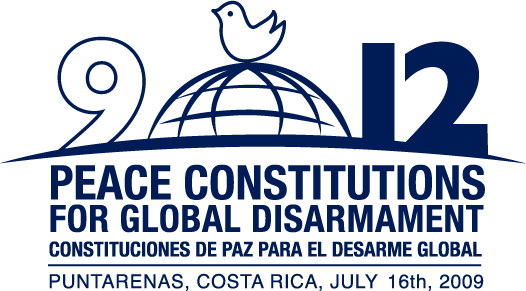 9 12
PEACE CONSTITUTIONS
FOR GLOBAL DISARMAMENT
CONSTITUCIONES DE PAZ PARA EL DESARME GLOBAL
PUNTARENAS, COSTA RICA, JULY 16th, 2009